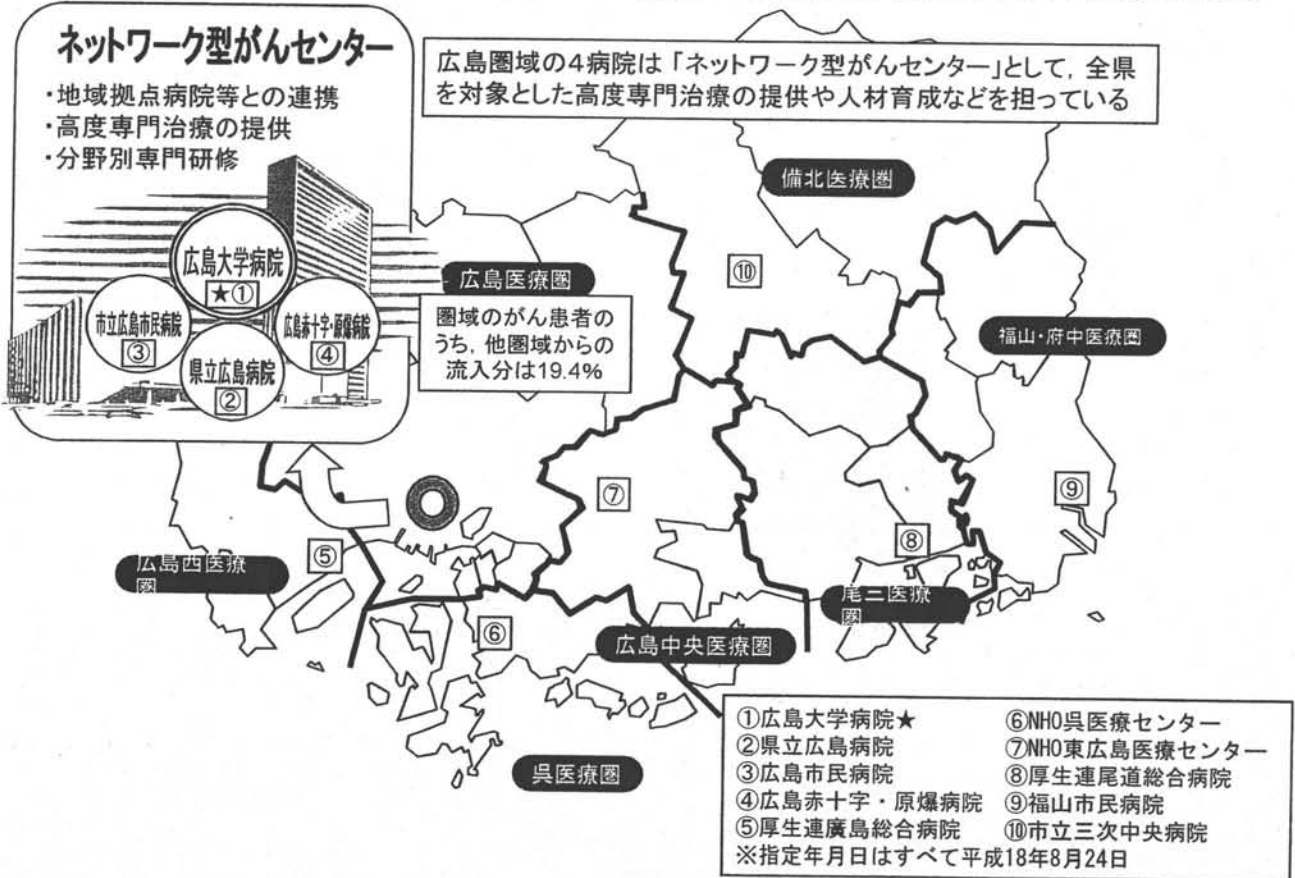 ネットワーク型がんセンター
・地域拠点病院等との連携
・高度専門治療の提供
・分野別専門研修
広島大学病院
★①
市立広島市民病院
③
広島赤十字・原爆病院
④
県立広島病院
②
広島圏域の4病院は「ネットワーク型がんセンター」として,全県
を対象とした高度専門治療の提供や人材育成などを担っている
備北医療圏
⑩
広島医療圏
圏域のがん患者の
うち,他圏域からの
流入分は19.4%
福山・府中医療圏
⑦
⑨
⑧
⑤
広島西医療
圏
尾三医療
圏
⑥
広島中央医療圏
呉医療圏
①広島大学病院★
②県立広島病院
③広島市民病院
④広島赤十字・原爆病院
⑤厚生連廣島総合病院
⑥NHO呉医療センター
⑦NHO東広島医療センター
⑧厚生連尾道総合病院
⑨福山市民病院
⑩市立三次中央病院
※指定年月日はすべて平成18年8月24日